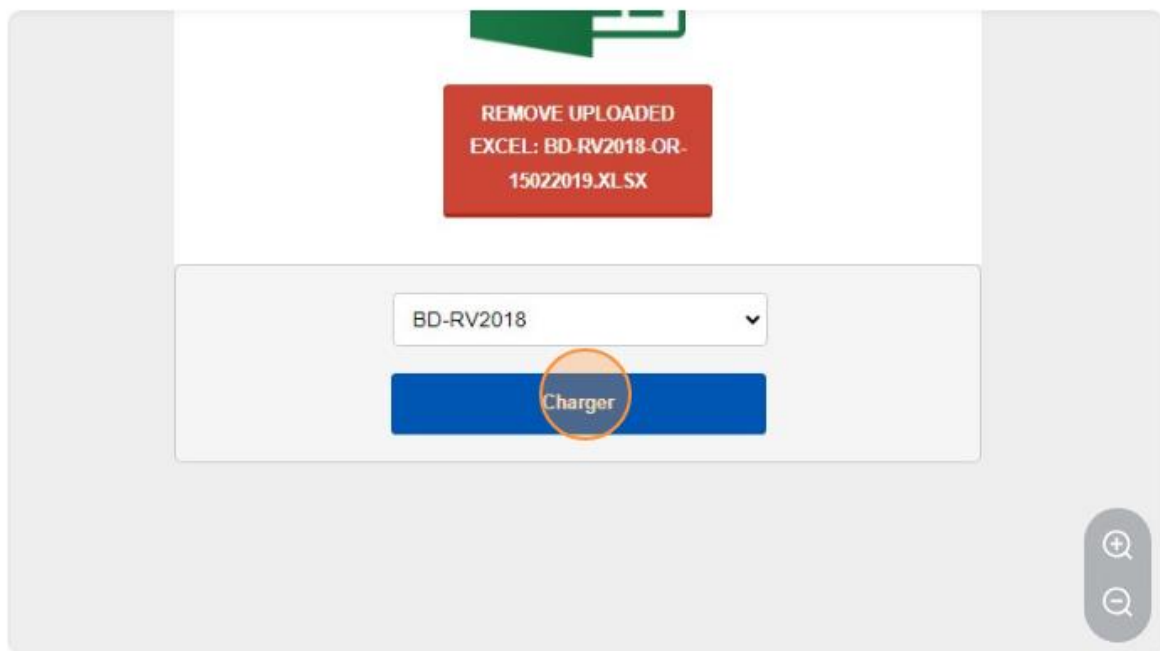 REMOVE UPLOADED
EXCEL: BD-RV2018-OR-
15022019.XLSX
BD-RV2018
Charger